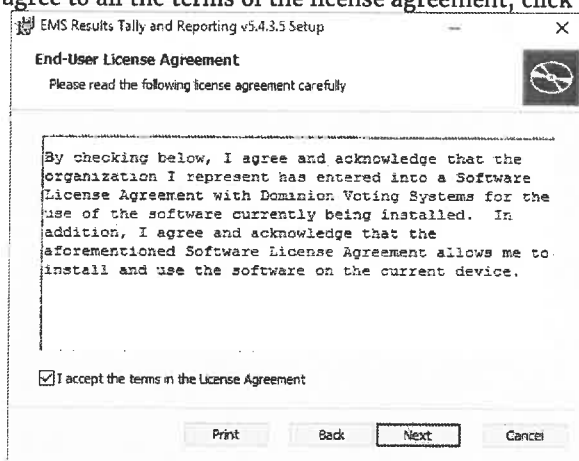 agree to all the terms of the license agreement, click
EMS Results Tally and Reporting v5.4.3.5 Setup
End-User License Agreement
Please read the following license agreement carefully
By checking below, I agree and acknowledge that the
organization I represent has entered into a Software
License Agreement with Dominion Voting Systems for the
use of the software currently being installed. In
addition, I agree and acknowledge that the
aforementioned Software License Agreement allows me to
install and use the software on the current device.
I accept the terms in the License Agreement
Print Back Next Cancel